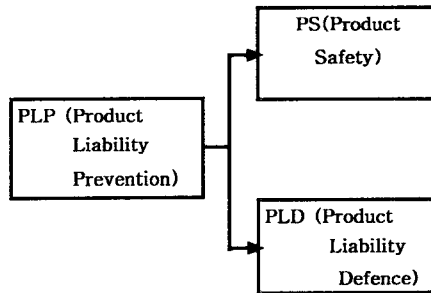 PS(Product
Safety)
PLP (Product
Liability
Prevention)
PLD (Product
Liability
Defence)